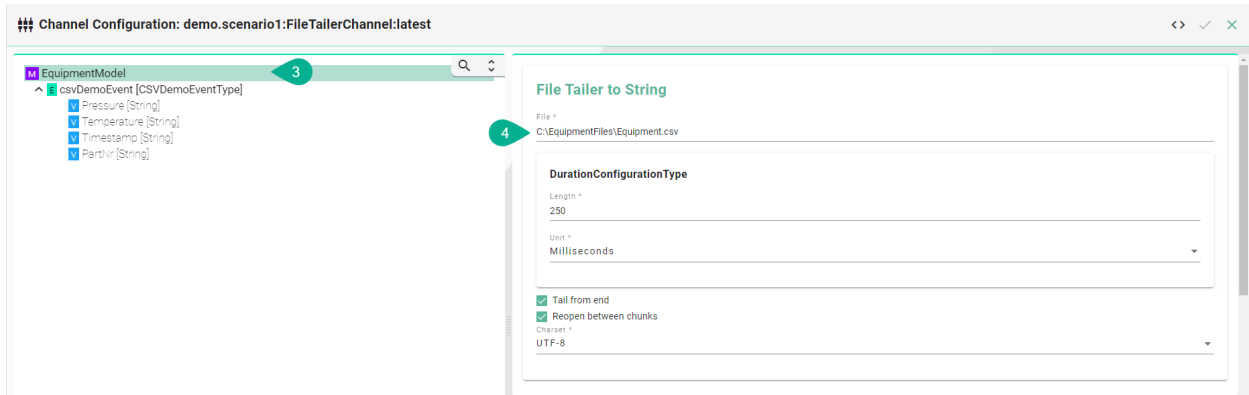 Channel Configuration: demo.scenario1:FileTailerChannel:latest
M EquipmentModel
3
E csvDemoEvent [CSVDemoEventType]
V Pressure [String]
V Temperature [String]
V Timestamp [String]
V PartNr [String]
File Tailer to String
File *
4
C:\EquipmentFiles\Equipment.csv
DurationConfigurationType
Length *
250
Unit *
Milliseconds
Tail from end
Reopen between chunks
Charset *
UTF-8